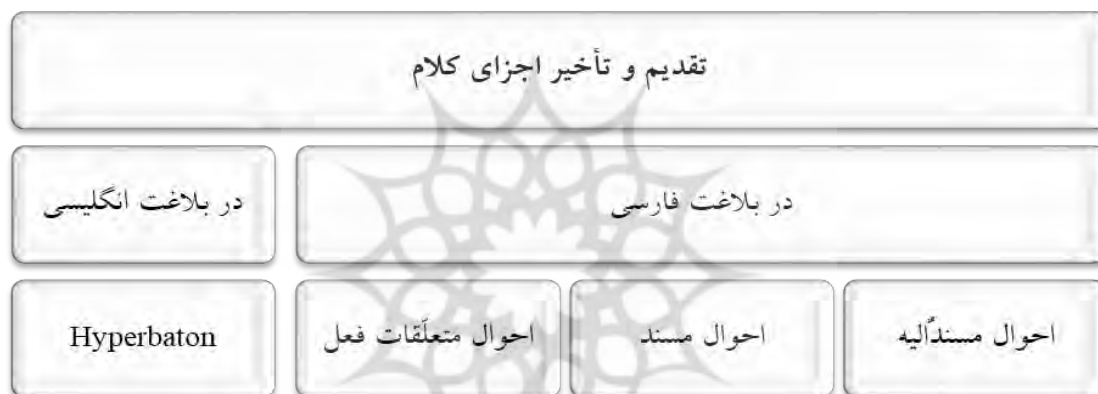 تقدیم و تأخیر اجزای کلام
در بلاغت فارسی
در بلاغت انگلیسی
احوال مسندٌالیه
احوال مسند
احوال متعلّقات فعل
Hyperbaton